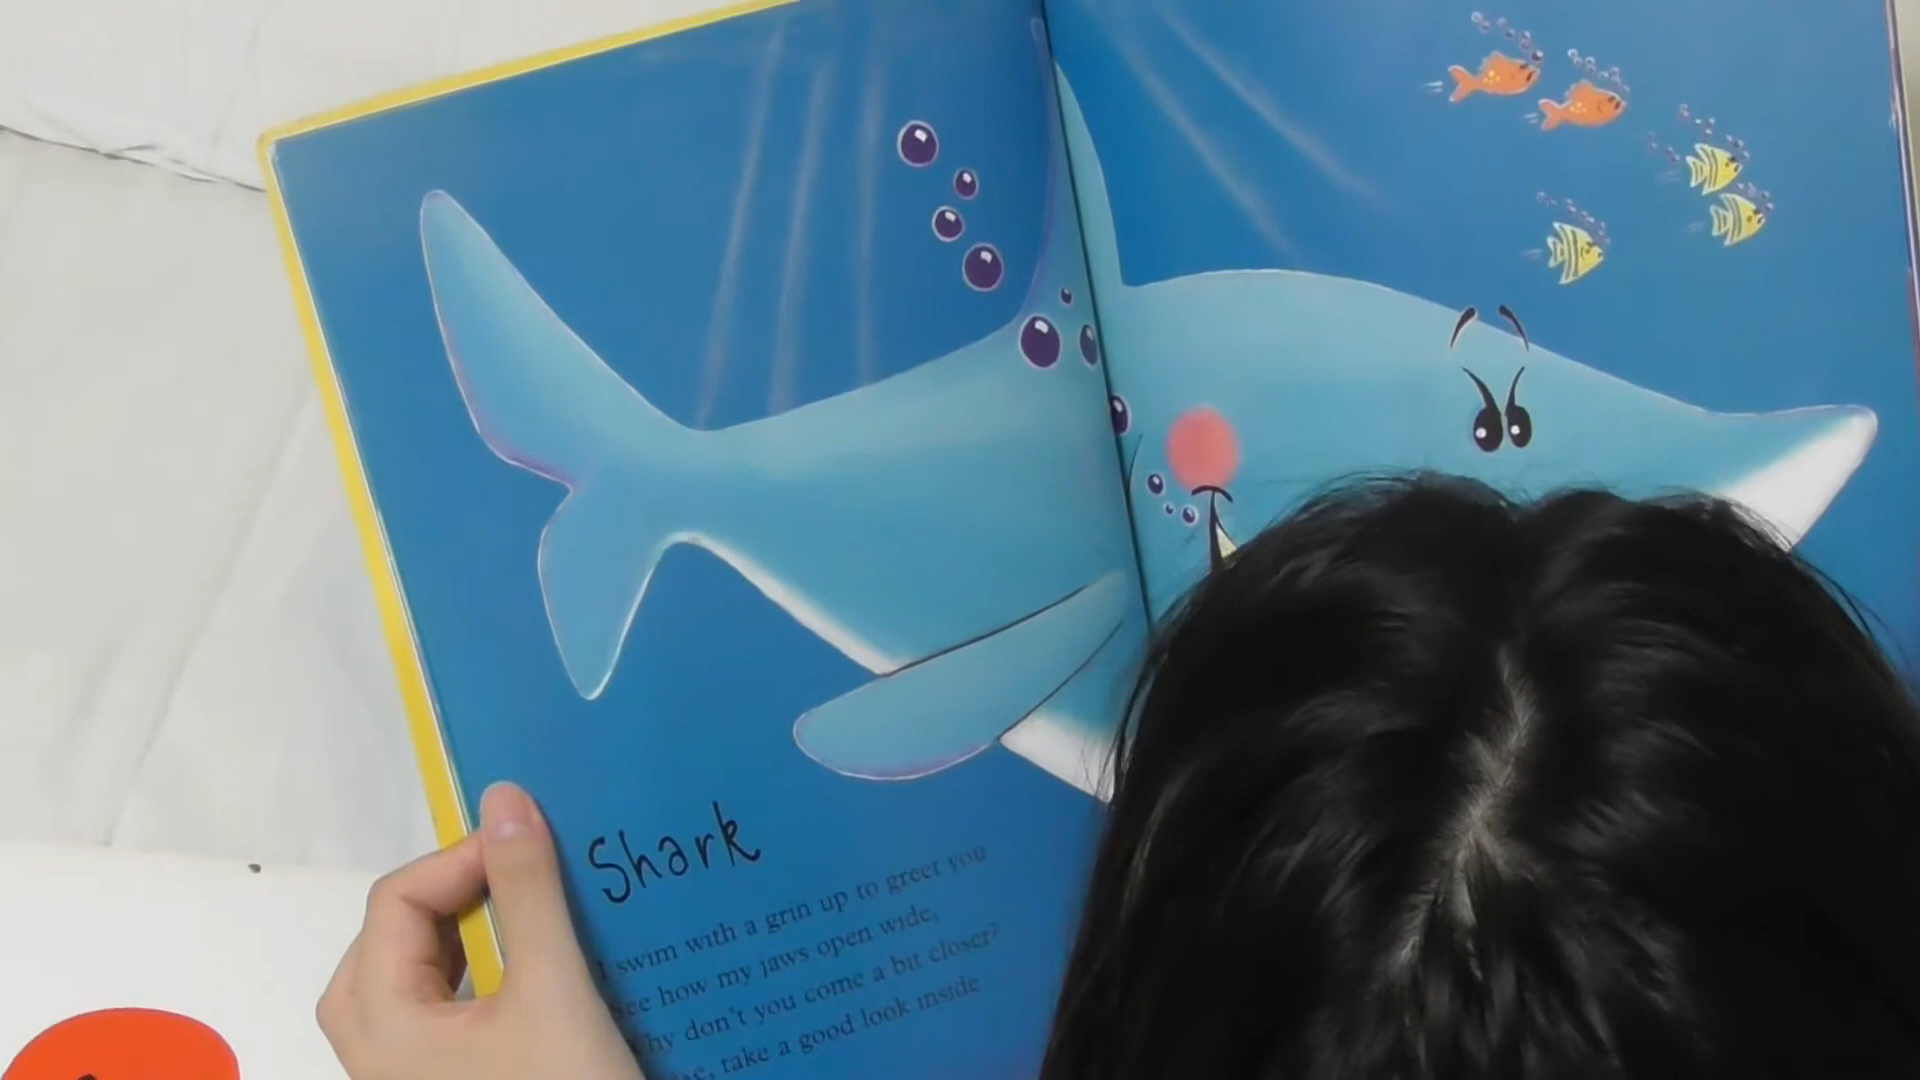 Shark
I swim with a grin up to greet you
See how my jaws open wide,
hy don't you come a bit closer?
take a good look inside